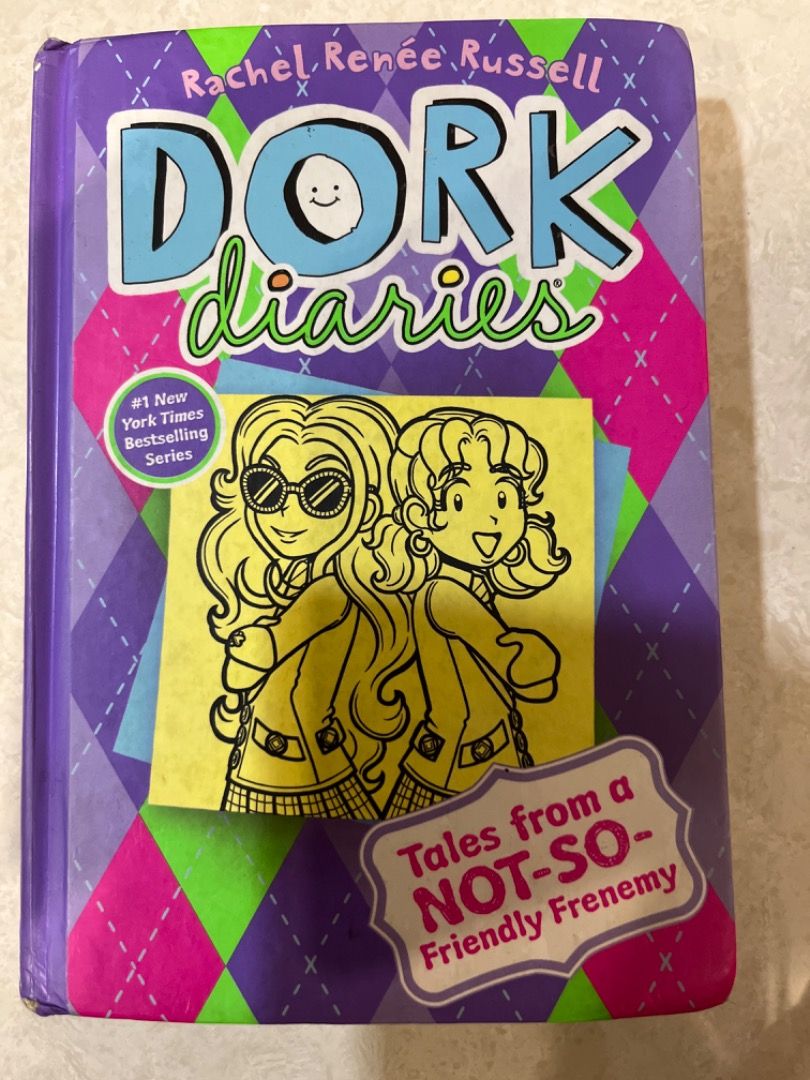 Rachel Renée Russell
DORK
diaries®
#1 New
York Times
Bestselling
Series
Tales from a
NOT-SO-
Friendly Frenemy